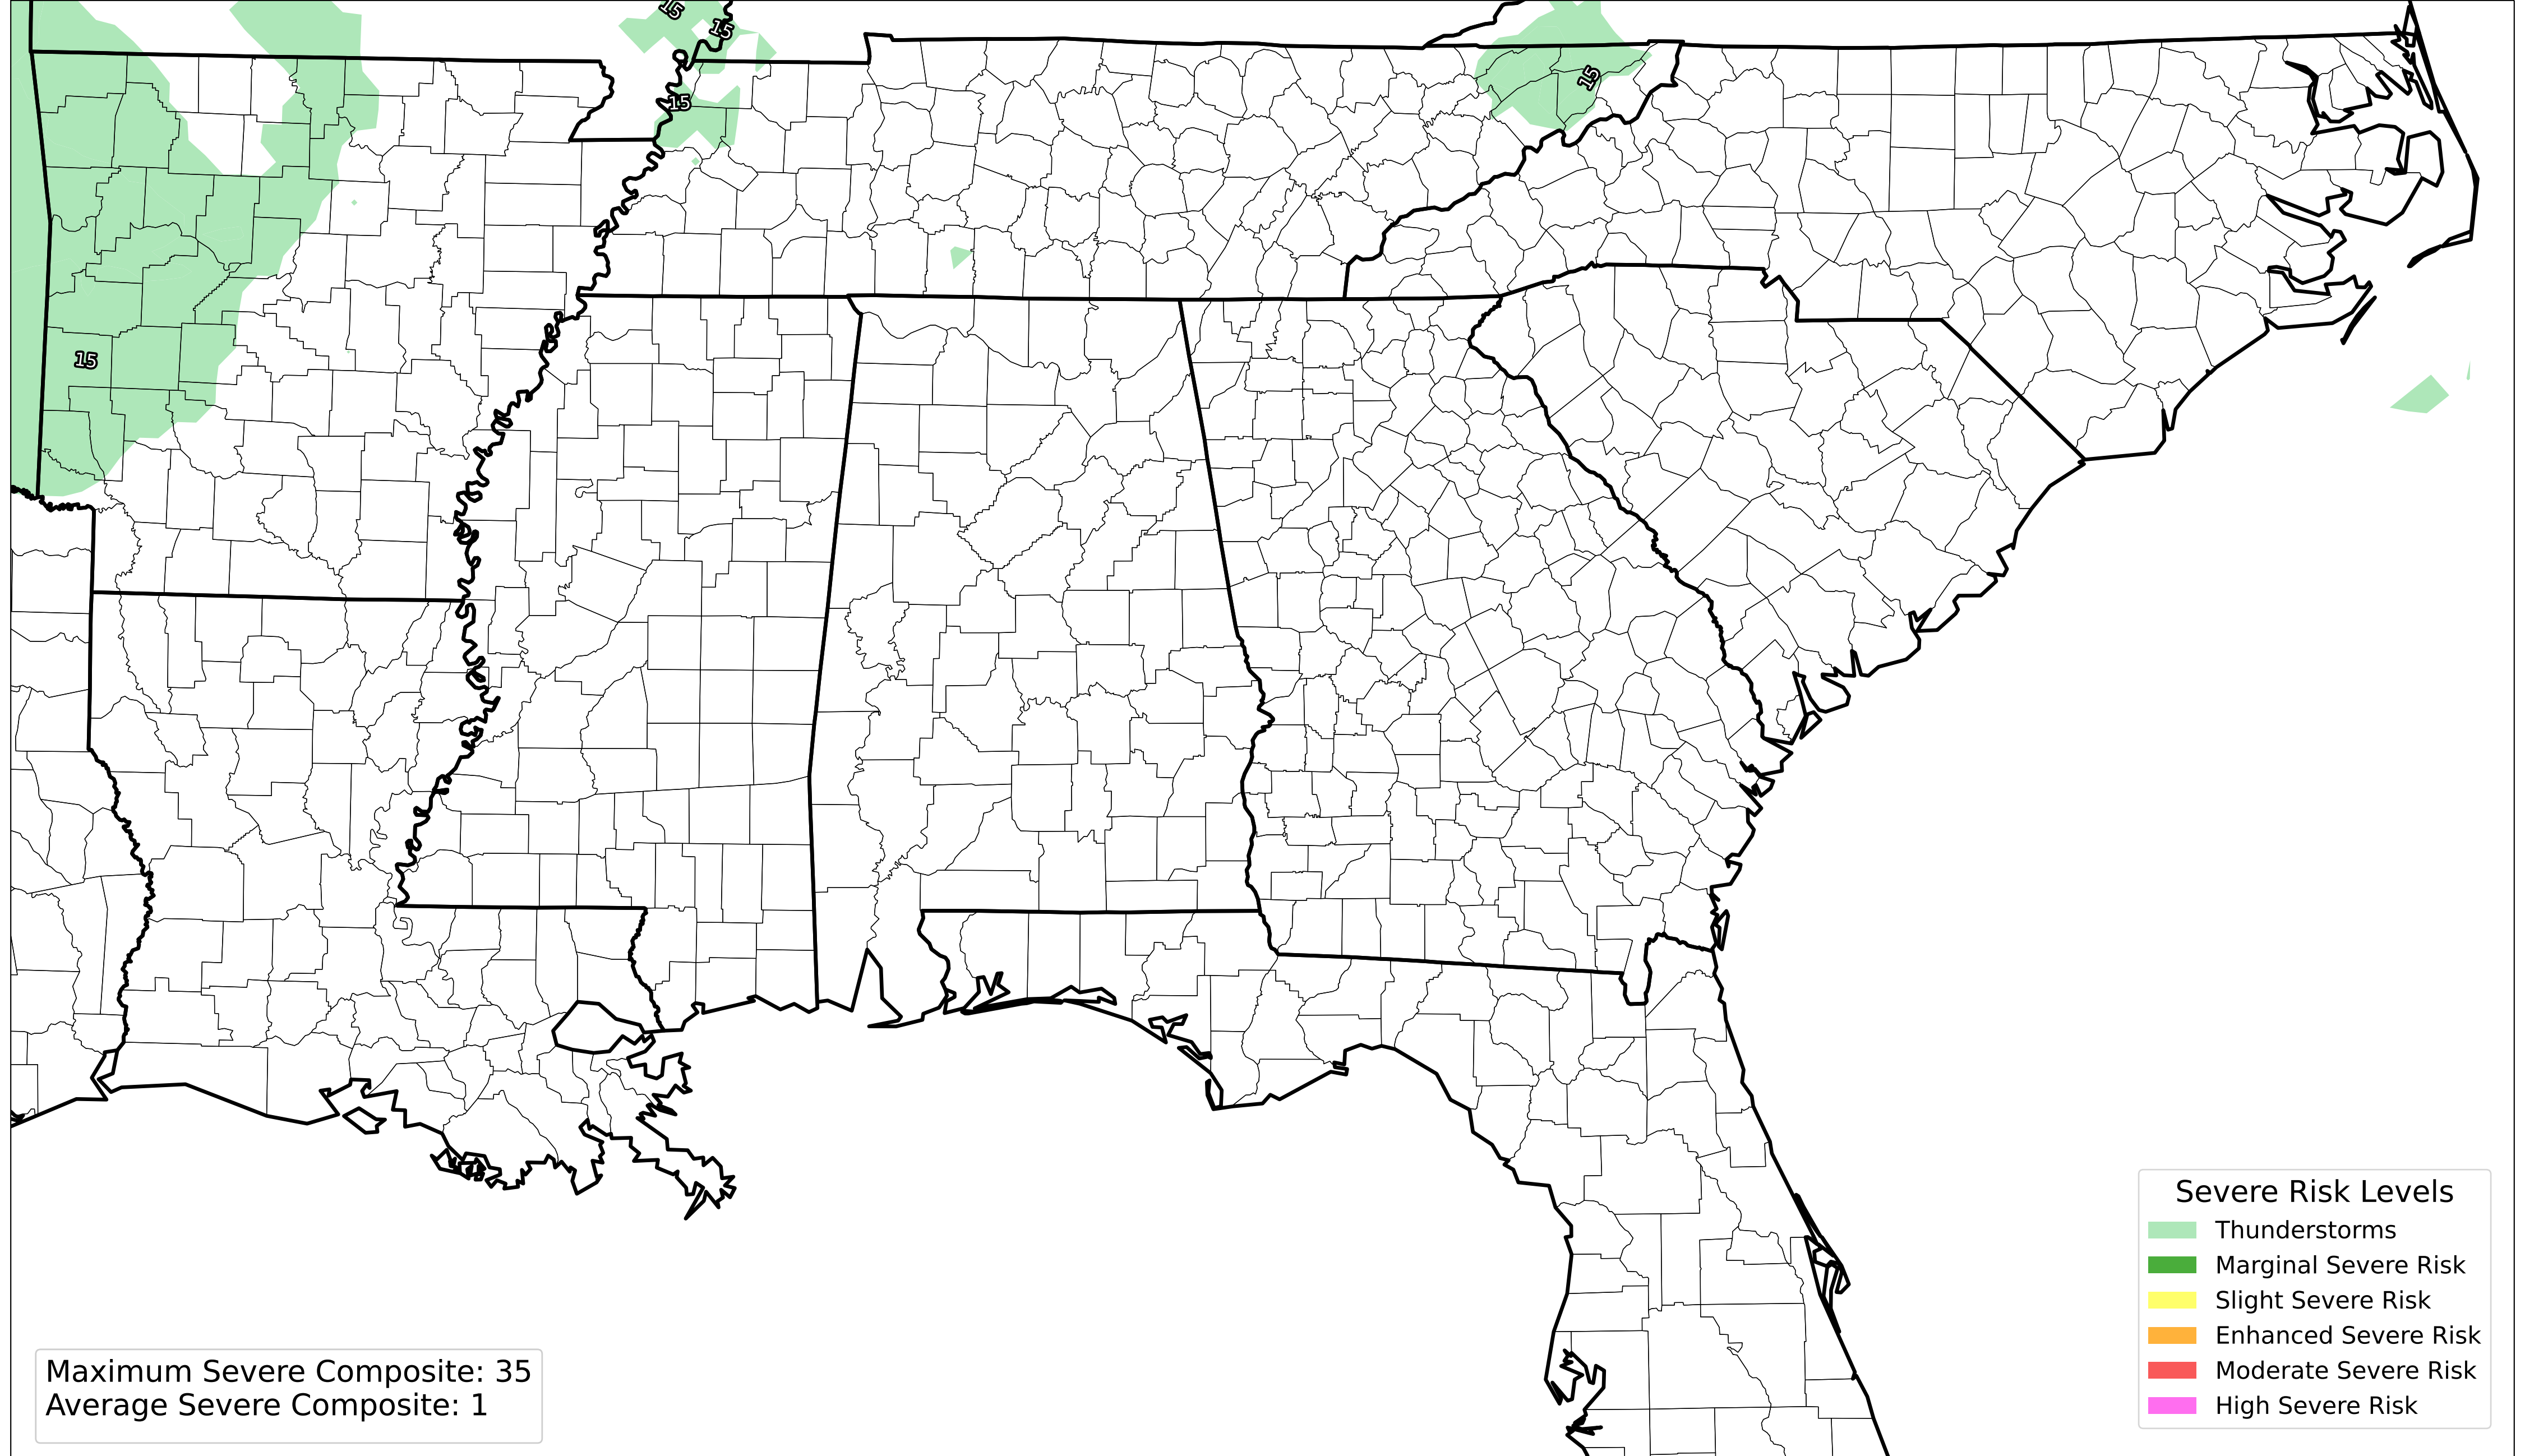 15
15
15
15
15
Severe Risk Levels
Thunderstorms
Marginal Severe Risk
Slight Severe Risk
Enhanced Severe Risk
Moderate Severe Risk
High Severe Risk
Maximum Severe Composite: 35
Average Severe Composite: 1